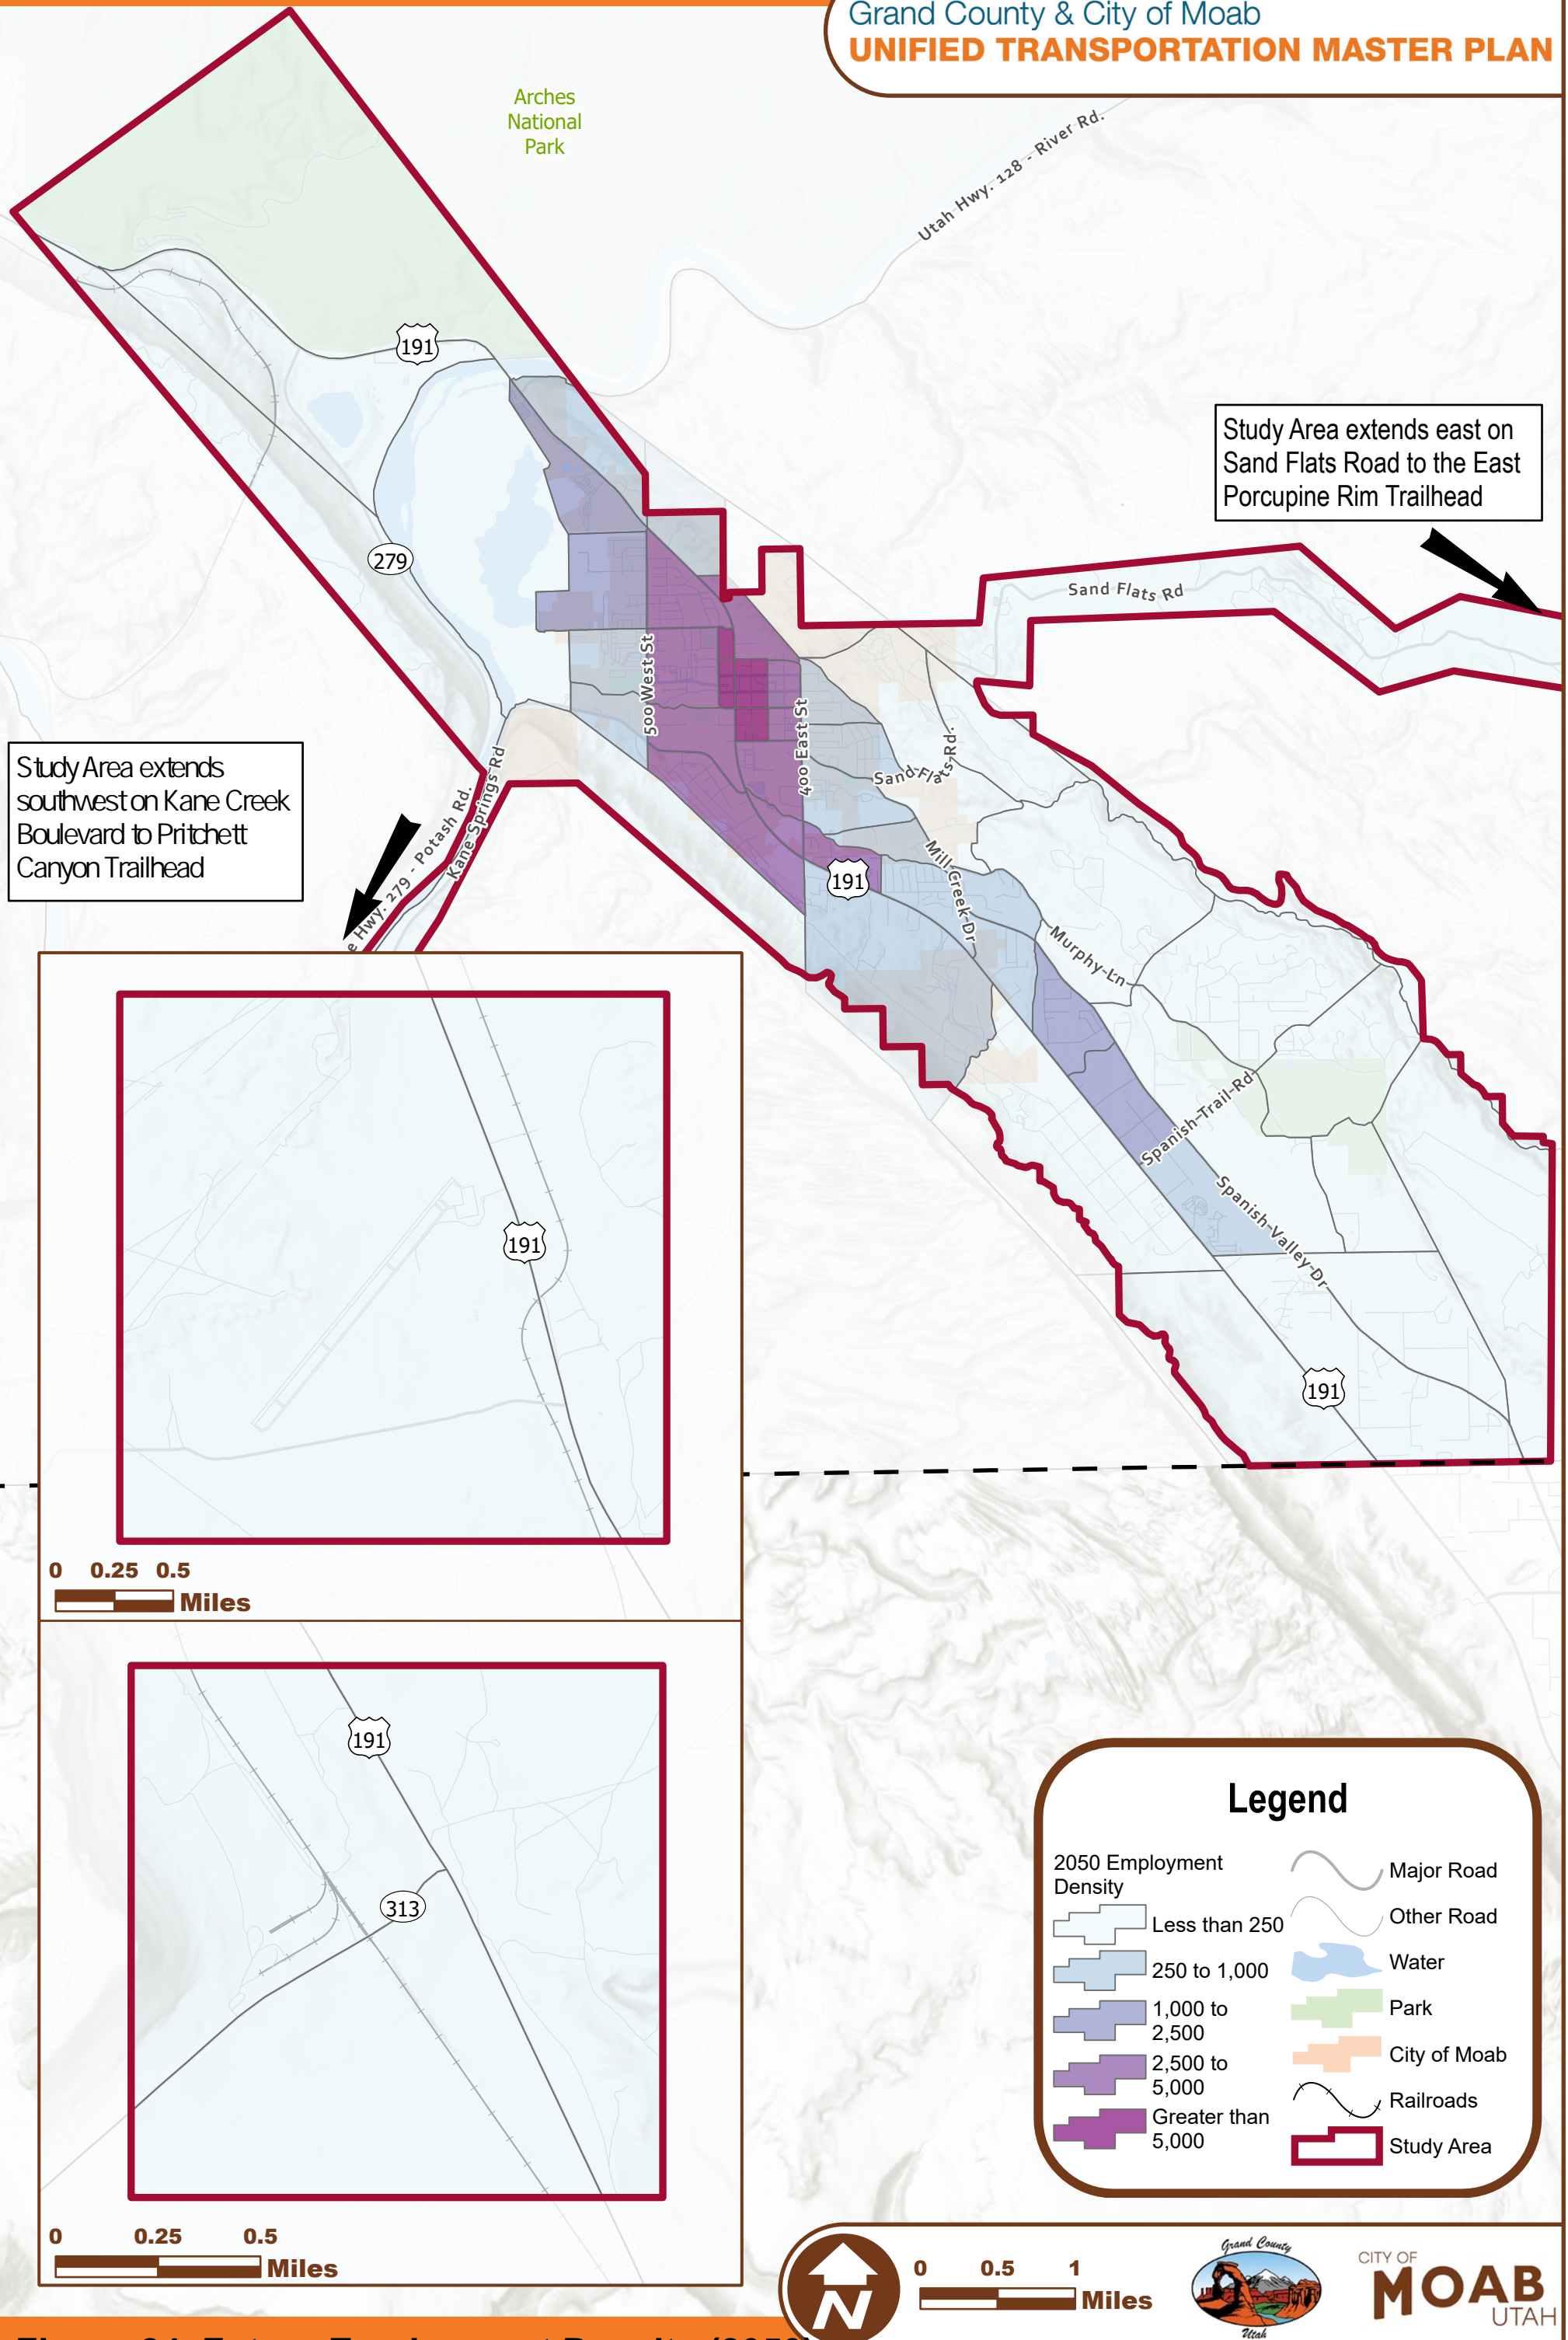 Grand County & City of Moab
UNIFIED TRANSPORTATION MASTER PLAN
Arches
National
Park
Utah Hwy. 128 - River Rd.
191
Study Area extends east on
Sand Flats Road to the East
Porcupine Rim Trailhead
279
Sand Flats Rd
500 West St
400 East St
Sand Flats Rd.
Study Area extends
southwest on Kane Creek
Boulevard to Pritchett
Canyon Trailhead
Hwy. 279 - Potash Rd.
Kane Springs Rd
191
Mill Creek Dr
Murphy Ln
Spanish Trail Rd
Spanish Valley Dr
191
191
0 0.25 0.5
Miles
191
313
0 0.25 0.5
Miles
Legend
2050 Employment
Density
Less than 250
250 to 1,000
1,000 to
2,500
2,500 to
5,000
Greater than
5,000
Major Road
Other Road
Water
Park
City of Moab
Railroads
Study Area
N
0 0.5 1
Miles
Grand County
Utah
CITY OF
MOAB
UTAH